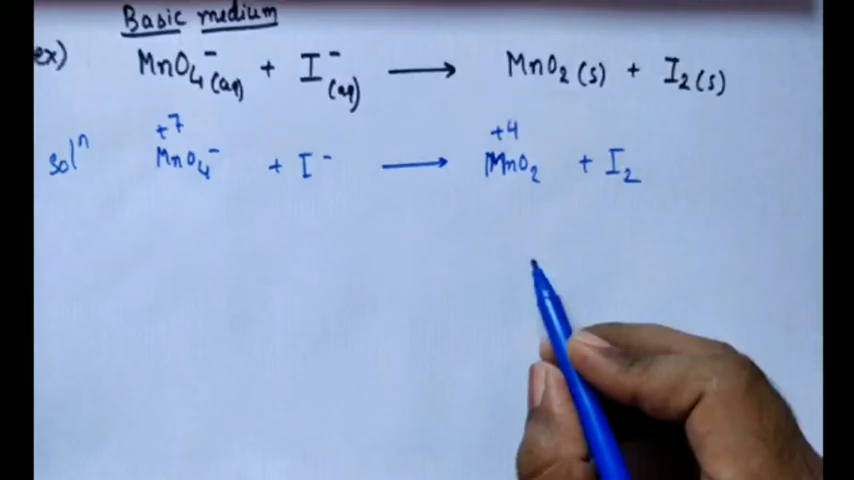 Basic medium
ex) MnO₄⁻(aq) + I⁻(aq) ⟶ MnO₂(s) + I₂(s)
+7 +4
solⁿ MnO₄⁻ + I⁻ ⟶ MnO₂ + I₂